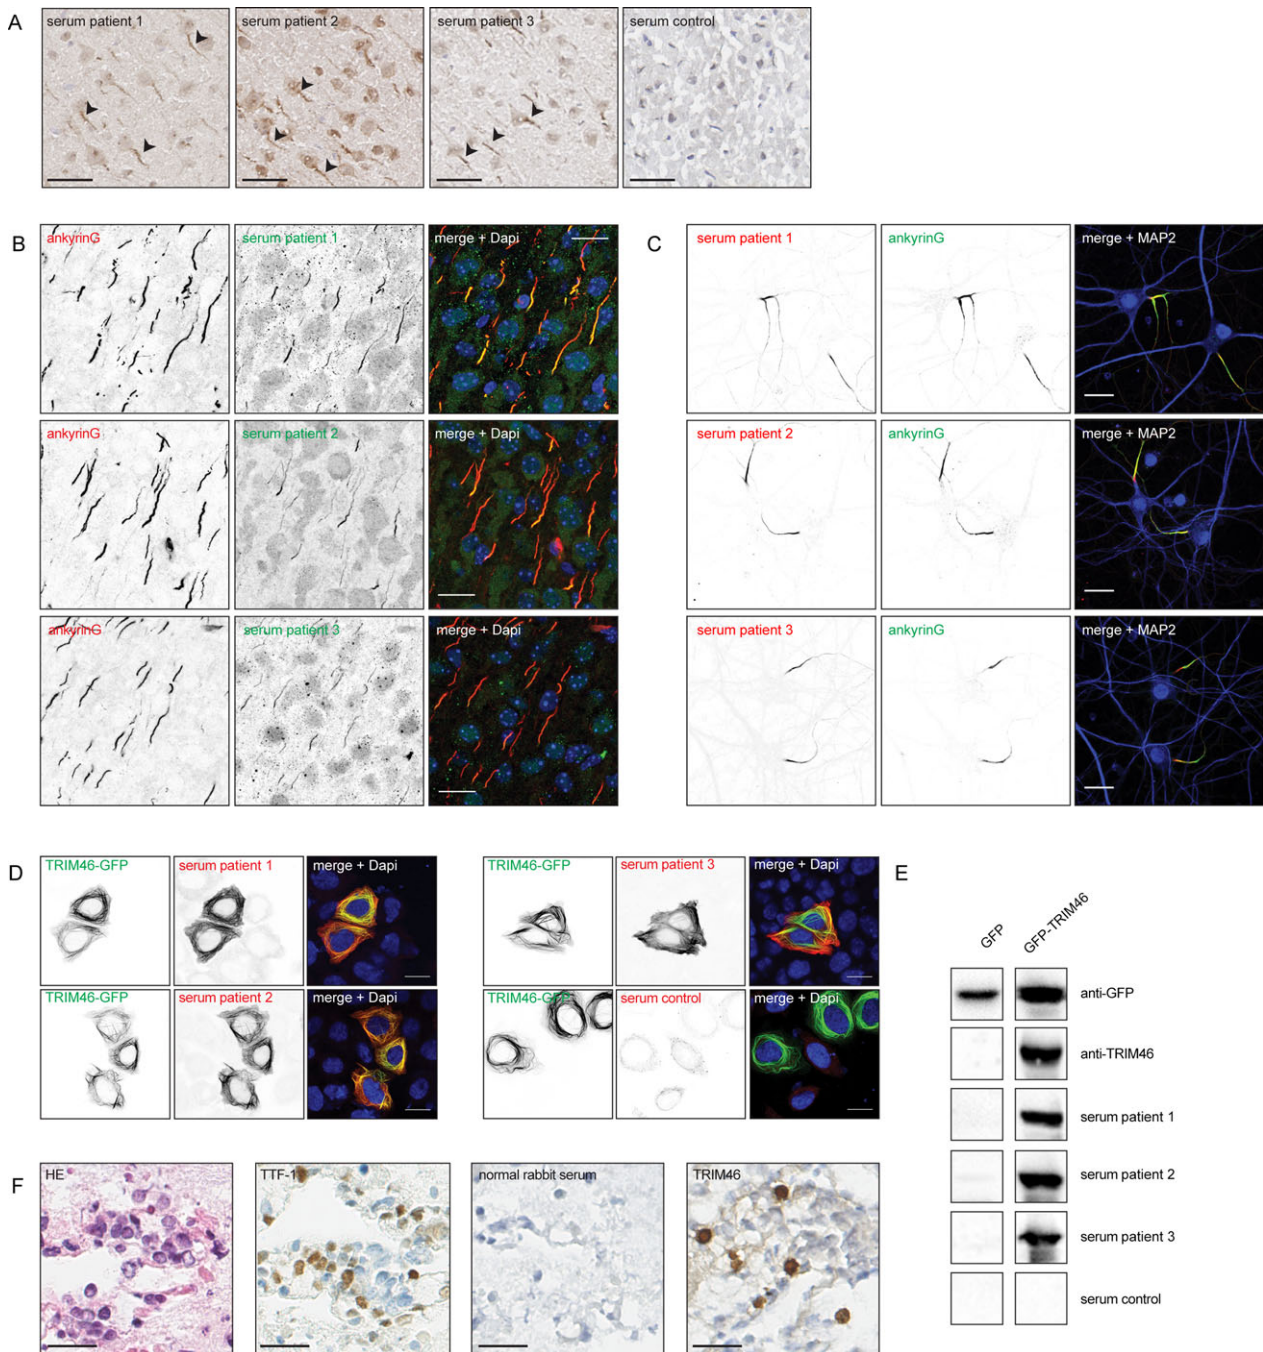 A
serum patient 1
serum patient 2
serum patient 3
serum control
B
ankyrinG
serum patient 1
merge + Dapi
ankyrinG
serum patient 2
merge + Dapi
ankyrinG
serum patient 3
merge + Dapi
C
serum patient 1
ankyrinG
merge + MAP2
serum patient 2
ankyrinG
merge + MAP2
serum patient 3
ankyrinG
merge + MAP2
D
TRIM46-GFP
serum patient 1
merge + Dapi
TRIM46-GFP
serum patient 3
merge + Dapi
TRIM46-GFP
serum patient 2
merge + Dapi
TRIM46-GFP
serum control
merge + Dapi
E
GFP
GFP-TRIM46
anti-GFP
anti-TRIM46
serum patient 1
serum patient 2
serum patient 3
serum control
F
HE
TTF-1
normal rabbit serum
TRIM46